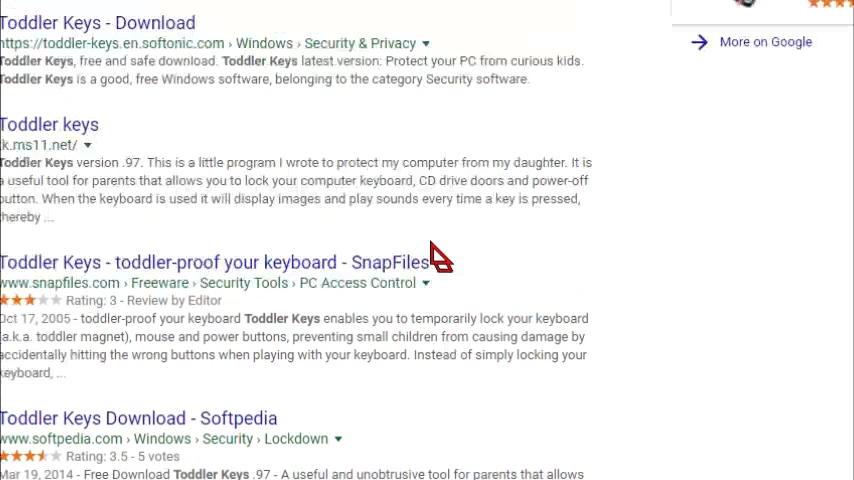 Toddler Keys - Download
https://toddler-keys.en.softonic.com › Windows › Security & Privacy
Toddler Keys, free and safe download. Toddler Keys latest version: Protect your PC from curious kids.
Toddler Keys is a good, free Windows software, belonging to the category Security software.
More on Google
Toddler keys
tk.ms11.net/
Toddler Keys version .97. This is a little program I wrote to protect my computer from my daughter. It is
a useful tool for parents that allows you to lock your computer keyboard, CD drive doors and power-off
button. When the keyboard is used it will display images and play sounds every time a key is pressed,
thereby ...
Toddler Keys - toddler-proof your keyboard - SnapFiles
www.snapfiles.com › Freeware › Security Tools › PC Access Control
Rating: 3 - Review by Editor
Oct 17, 2005 - toddler-proof your keyboard Toddler Keys enables you to temporarily lock your keyboard
(a.k.a. toddler magnet), mouse and power buttons, preventing small children from causing damage by
accidentally hitting the wrong buttons when playing with your keyboard. Instead of simply locking your
keyboard, ...
Toddler Keys Download - Softpedia
www.softpedia.com › Windows › Security › Lockdown
Rating: 3.5 - 5 votes
Mar 19, 2014 - Free Download Toddler Keys .97 - A useful and unobtrusive tool for parents that allows